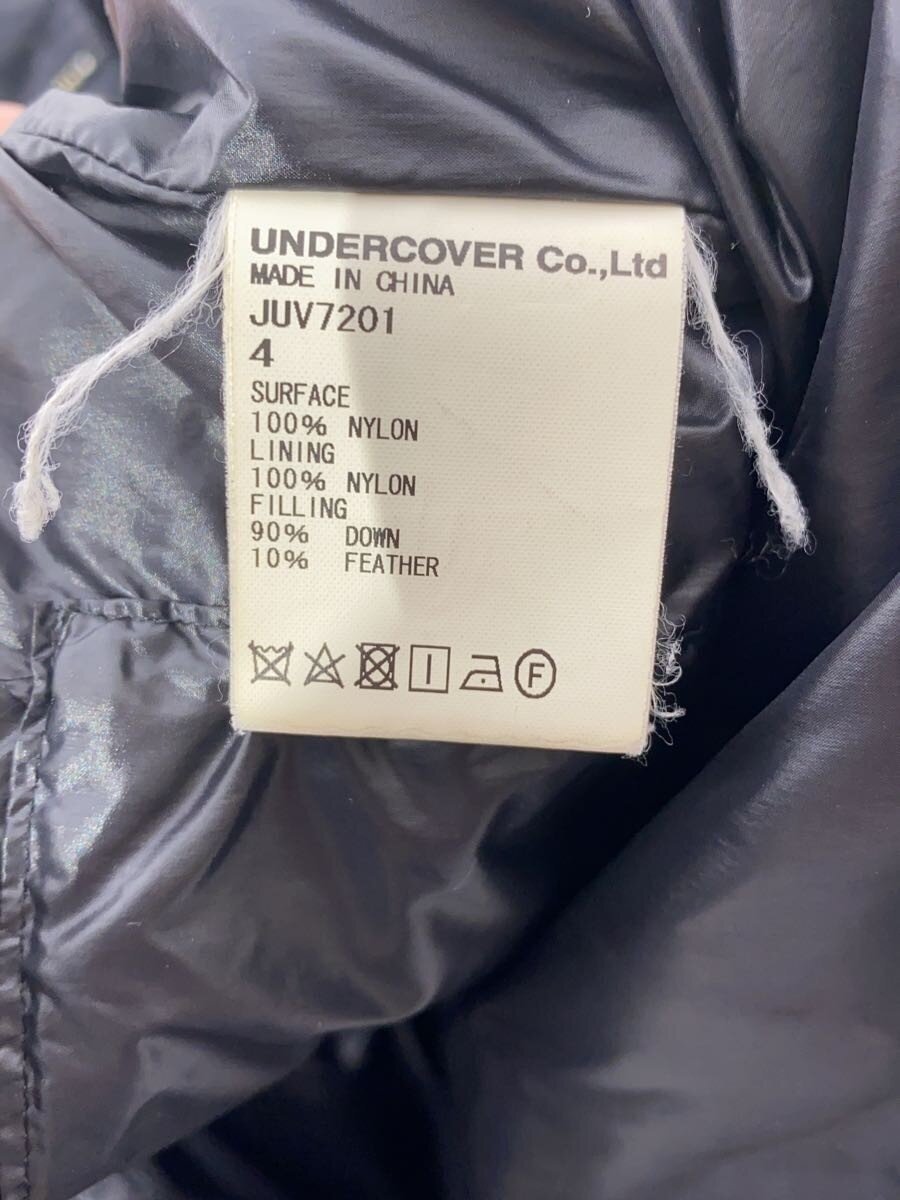 UNDERCOVER Co.,Ltd
MADE IN CHINA
JUV7201
4
SURFACE
100% NYLON
LINING
100% NYLON
FILLING
90% DOWN
10% FEATHER
F